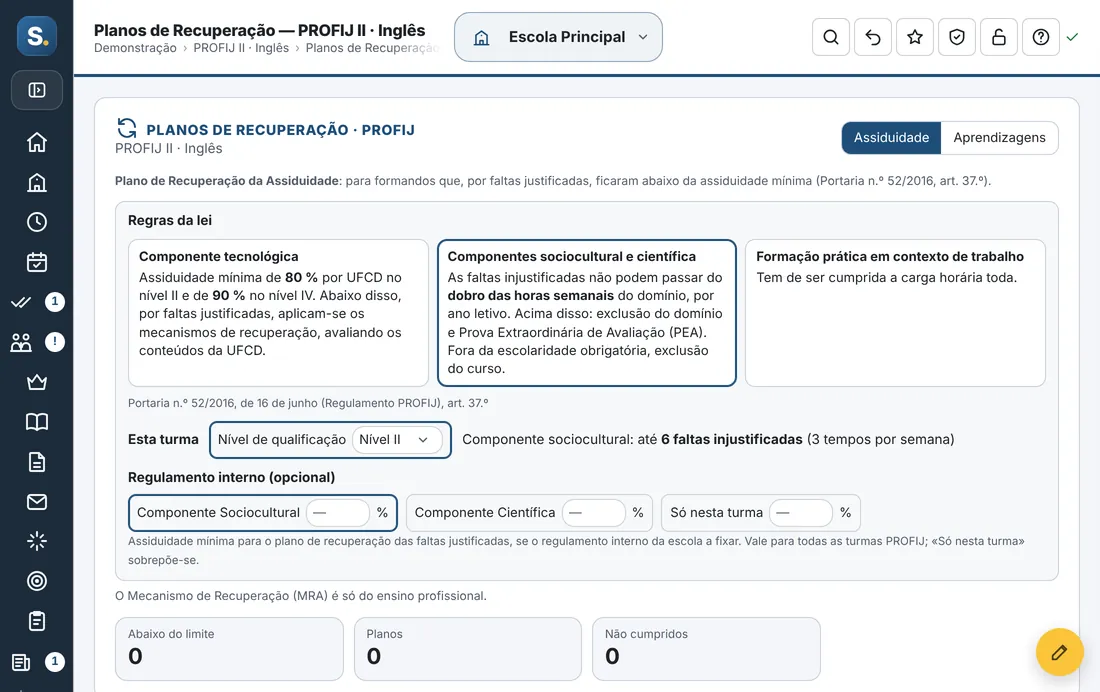 S.
Planos de Recuperação — PROFIJ II · Inglês
Demonstração › PROFIJ II · Inglês › Planos de Recuperação
Escola Principal
PLANOS DE RECUPERAÇÃO · PROFIJ
PROFIJ II · Inglês
Assiduidade
Aprendizagens
Plano de Recuperação da Assiduidade: para formandos que, por faltas justificadas, ficaram abaixo da assiduidade mínima (Portaria n.º 52/2016, art. 37.º).
Regras da lei
Componente tecnológica
Assiduidade mínima de 80 % por UFCD no
nível II e de 90 % no nível IV. Abaixo disso,
por faltas justificadas, aplicam-se os
mecanismos de recuperação, avaliando os
conteúdos da UFCD.
Componentes sociocultural e científica
As faltas injustificadas não podem passar do
dobro das horas semanais do domínio, por
ano letivo. Acima disso: exclusão do domínio
e Prova Extraordinária de Avaliação (PEA).
Fora da escolaridade obrigatória, exclusão
do curso.
Formação prática em contexto de trabalho
Tem de ser cumprida a carga horária toda.
Portaria n.º 52/2016, de 16 de junho (Regulamento PROFIJ), art. 37.º
Esta turma
Nível de qualificação Nível II
Componente sociocultural: até 6 faltas injustificadas (3 tempos por semana)
Regulamento interno (opcional)
Componente Sociocultural — %
Componente Científica — %
Só nesta turma — %
Assiduidade mínima para o plano de recuperação das faltas justificadas, se o regulamento interno da escola a fixar. Vale para todas as turmas PROFIJ; «Só nesta turma»
sobrepõe-se.
O Mecanismo de Recuperação (MRA) é só do ensino profissional.
Abaixo do limite
0
Planos
0
Não cumpridos
0
1
!
1